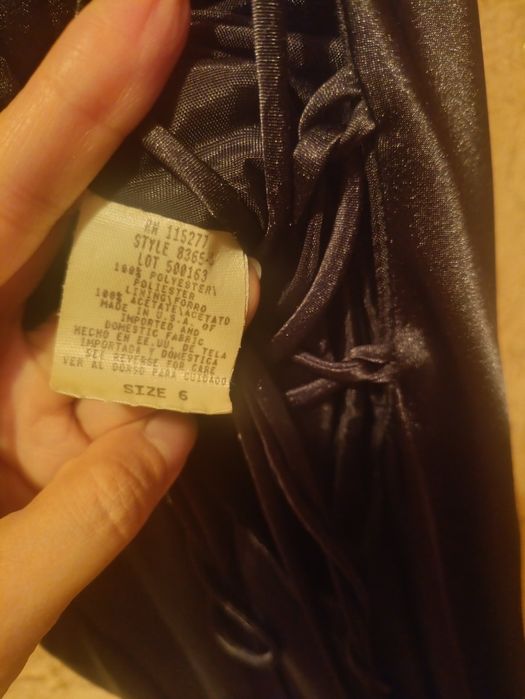 RN 115277
STYLE 8365-
LOT 500163
100% POLYESTER\
POLIESTER
LINING\FORRO
100% ACETATE\ACETATO
MADE IN U.S.A OF
IMPORTED AND
DOMESTIC FABRIC
HECHO EN EE.UU. DE TELA
IMPORTADA Y DOMESTICA
SEE REVERSE FOR CARE
VER AL DORSO PARA CUIDADO
SIZE 6